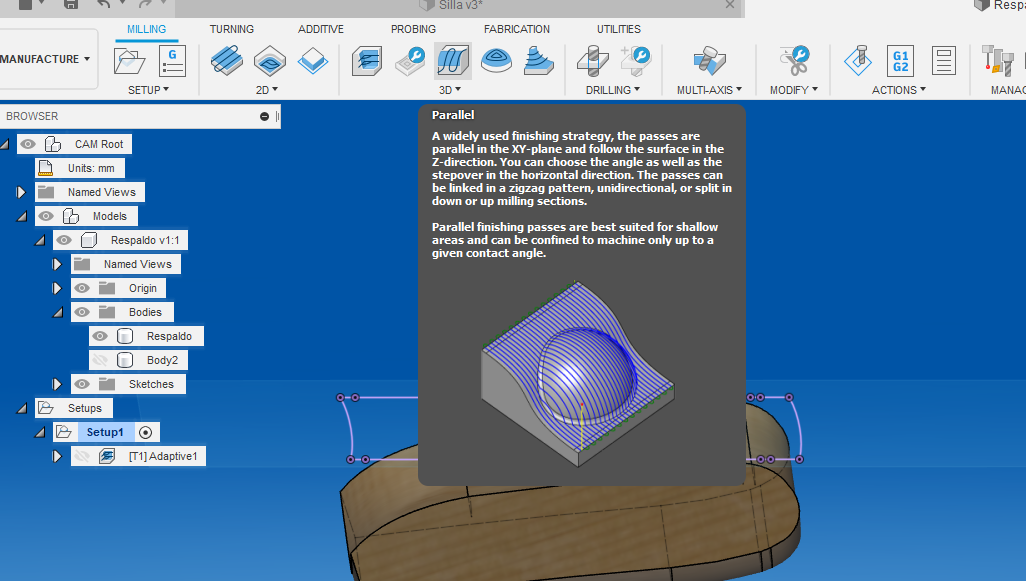 Silla v3*
Respa
MANUFACTURE
MILLING
TURNING
ADDITIVE
PROBING
FABRICATION
UTILITIES
G
G1
G2
SETUP
2D
3D
DRILLING
MULTI-AXIS
MODIFY
ACTIONS
MANAG
BROWSER
CAM Root
Units: mm
Named Views
Models
Respaldo v1:1
Named Views
Origin
Bodies
Respaldo
Body2
Sketches
Setups
Setup1
[T1] Adaptive1
Parallel
A widely used finishing strategy, the passes are
parallel in the XY-plane and follow the surface in the
Z-direction. You can choose the angle as well as the
stepover in the horizontal direction. The passes can
be linked in a zigzag pattern, unidirectional, or split in
down or up milling sections.
Parallel finishing passes are best suited for shallow
areas and can be confined to machine only up to a
given contact angle.